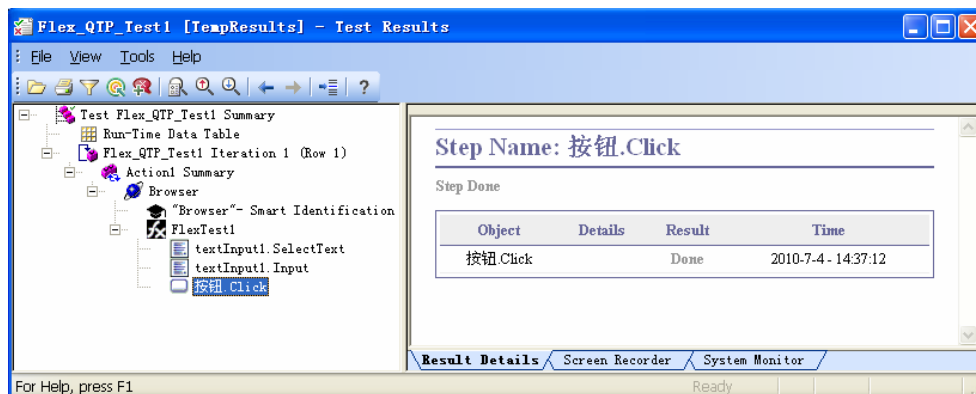 Flex_QTP_Test1 [TempResults] - Test Results
File View Tools Help
Test Flex_QTP_Test1 Summary
Run-Time Data Table
Flex_QTP_Test1 Iteration 1 (Row 1)
Action1 Summary
Browser
"Browser"- Smart Identification
FlexTest1
textInput1.SelectText
textInput1.Input
按钮.Click
Step Name: 按钮.Click
Step Done
Object Details Result Time
按钮.Click Done 2010-7-4 - 14:37:12
Result Details Screen Recorder System Monitor
For Help, press F1 Ready